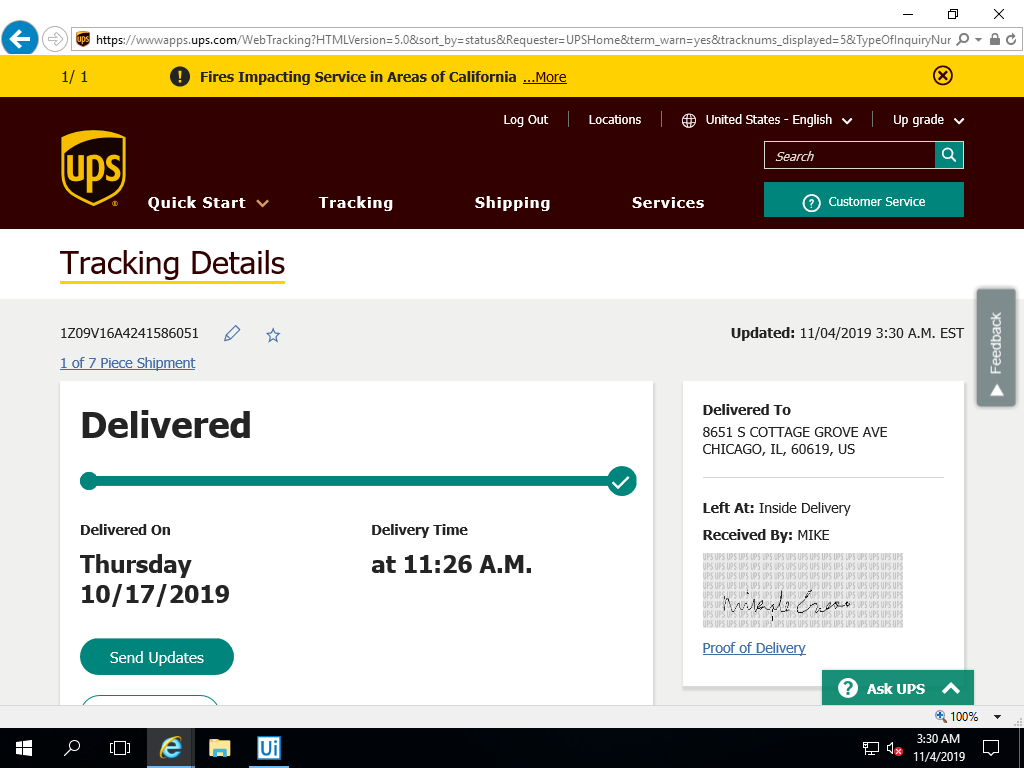 https://wwwapps.ups.com/WebTracking?HTMLVersion=5.0&sort_by=status&Requester=UPSHome&term_warn=yes&tracknums_displayed=5&TypeOfInquiryNur
1/ 1
Fires Impacting Service in Areas of California ...More
Log Out
Locations
United States - English
Up grade
ups
Search
Quick Start
Tracking
Shipping
Services
Customer Service
Tracking Details
1Z09V16A4241586051
Updated: 11/04/2019 3:30 A.M. EST
1 of 7 Piece Shipment
Feedback
Delivered
Delivered On
Thursday
10/17/2019
Delivery Time
at 11:26 A.M.
Send Updates
Delivered To
8651 S COTTAGE GROVE AVE
CHICAGO, IL, 60619, US
Left At: Inside Delivery
Received By: MIKE
Proof of Delivery
Ask UPS
100%
Ui
3:30 AM
11/4/2019